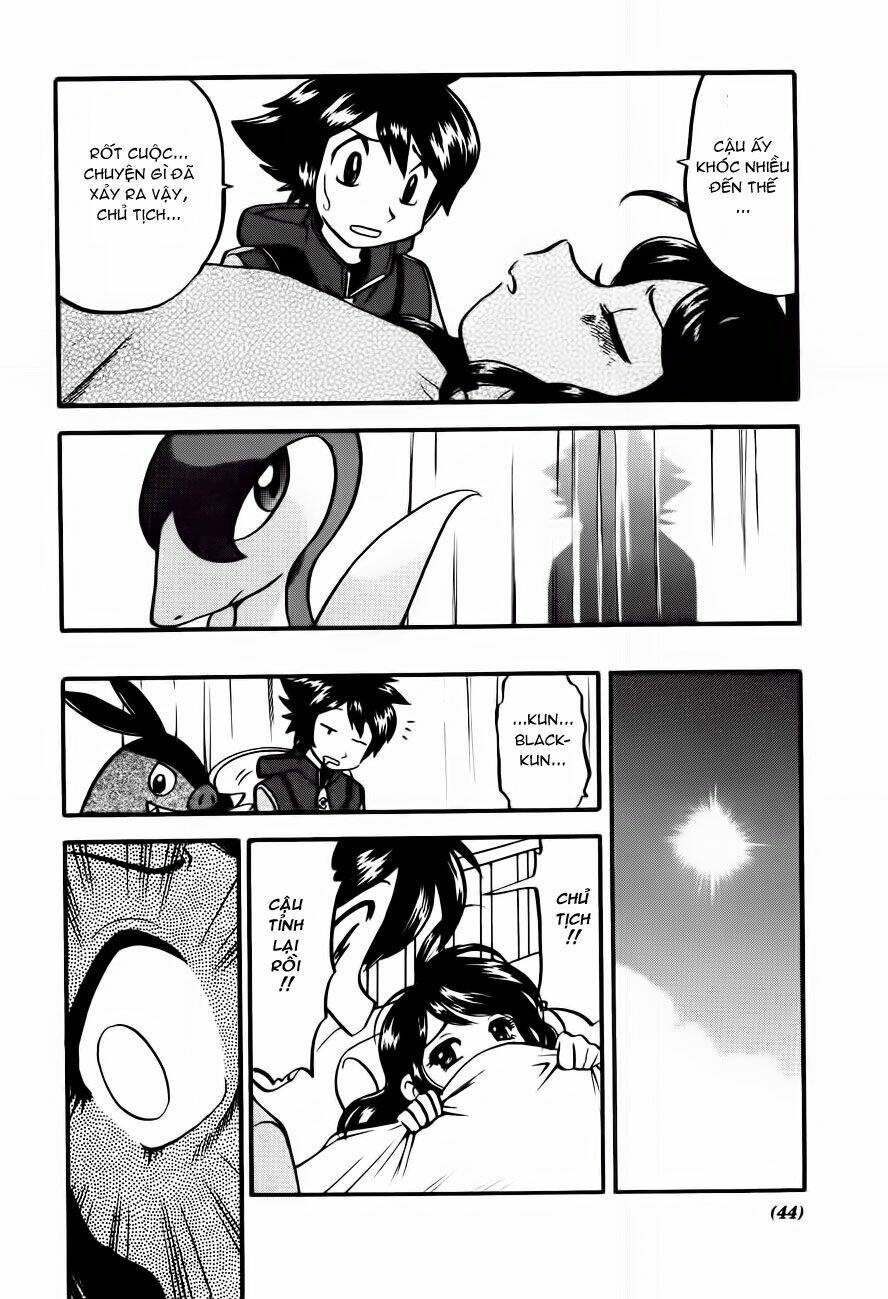 CẬU ẤY
KHÓC NHIỀU
ĐẾN THẾ
...
RỐT CUỘC...
CHUYỆN GÌ ĐÃ
XẢY RA VẬY,
CHỦ TỊCH...
...KUN...
BLACK-
KUN...
CHỦ
TỊCH
!!
CẬU
TỈNH
LẠI
RỒI
!!
(44)